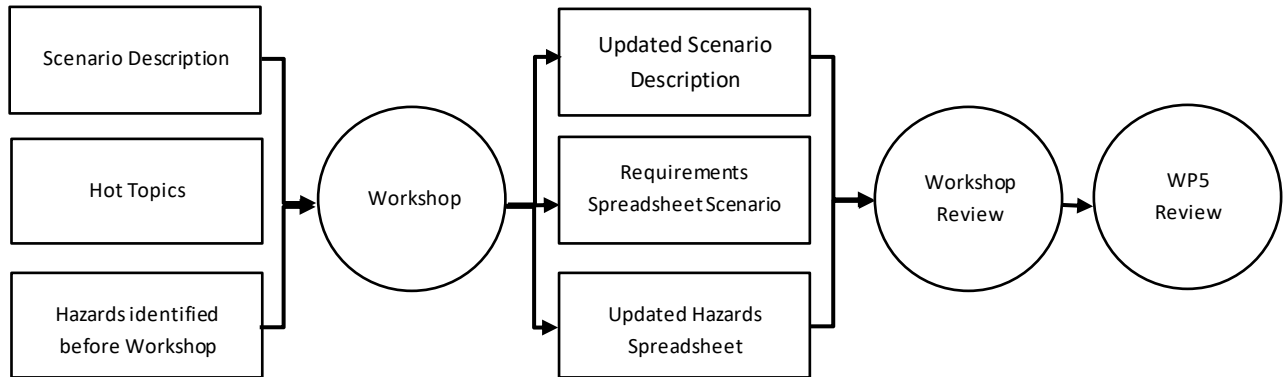 Scenario Description
Hot Topics
Hazards identified
before Workshop
Workshop
Updated Scenario
Description
Requirements
Spreadsheet Scenario
Updated Hazards
Spreadsheet
Workshop
Review
WP5
Review